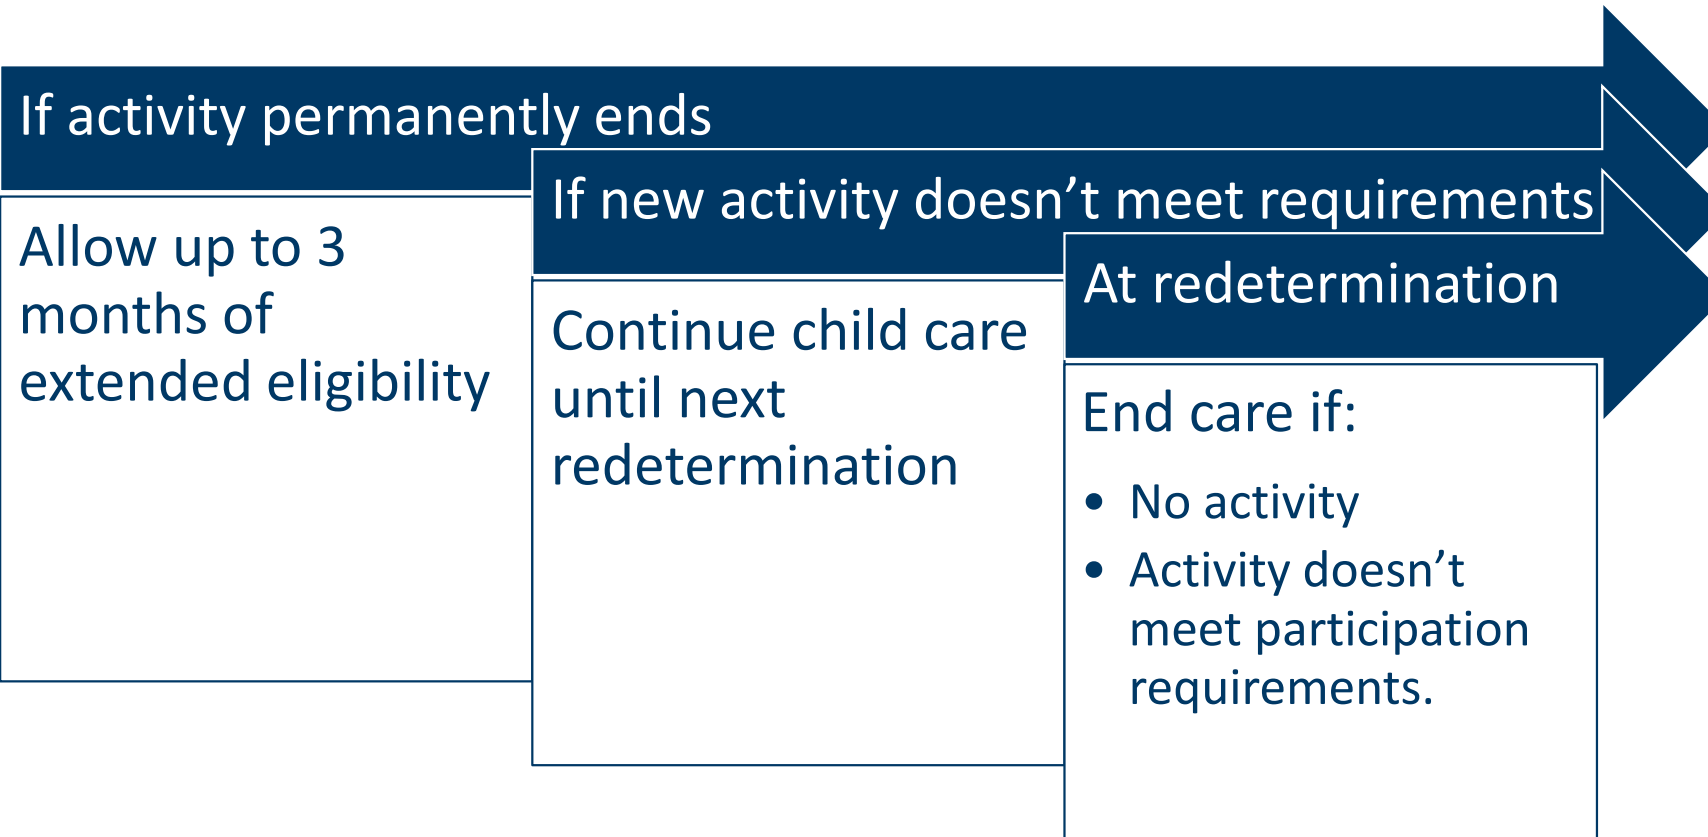 If activity permanently ends
Allow up to 3
months of
extended eligibility
If new activity doesn’t meet requirements
Continue child care
until next
redetermination
At redetermination
End care if:
• No activity
• Activity doesn’t
meet participation
requirements.